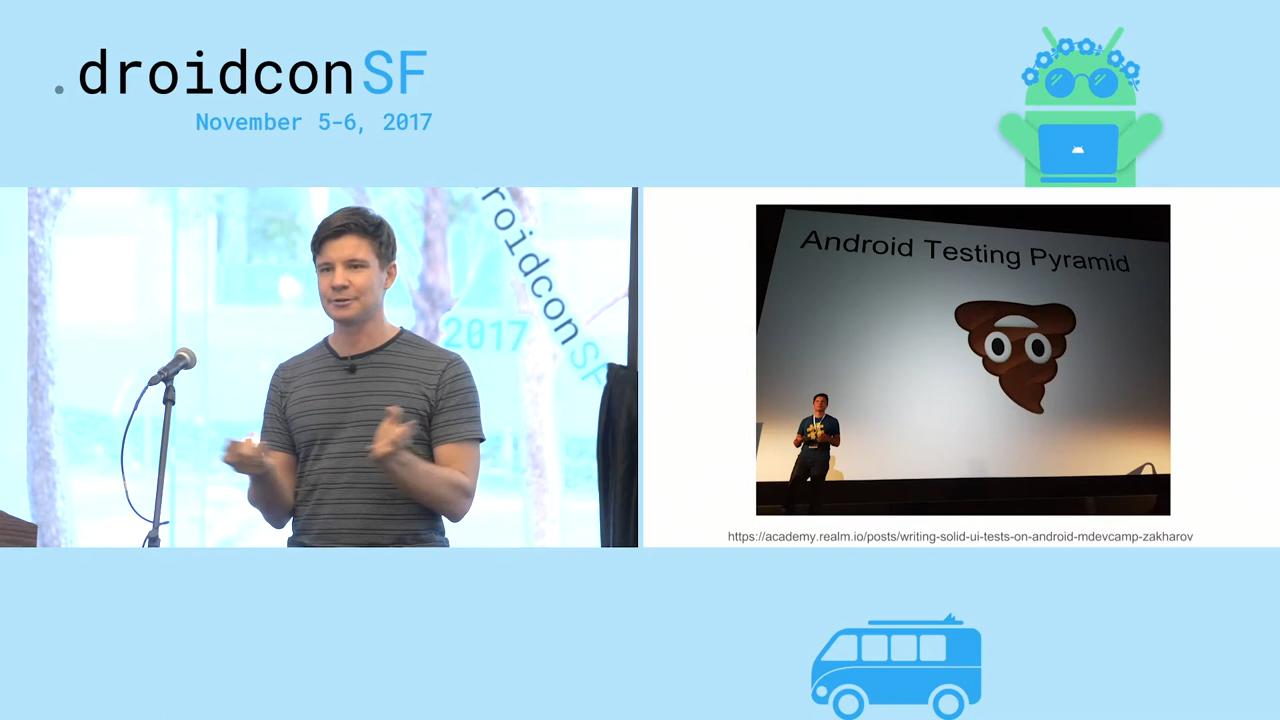 .droidconSF
November 5-6, 2017
roidconSF
2017
Android Testing Pyramid
https://academy.realm.io/posts/writing-solid-ui-tests-on-android-mdevcamp-zakharov